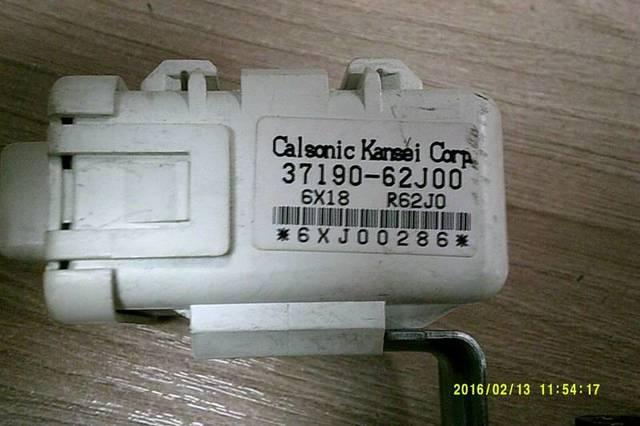 Calsonic Kansei Corp.
37190-62J00
6X18 R62J0
*6XJ00286*
2016/02/13 11:54:17